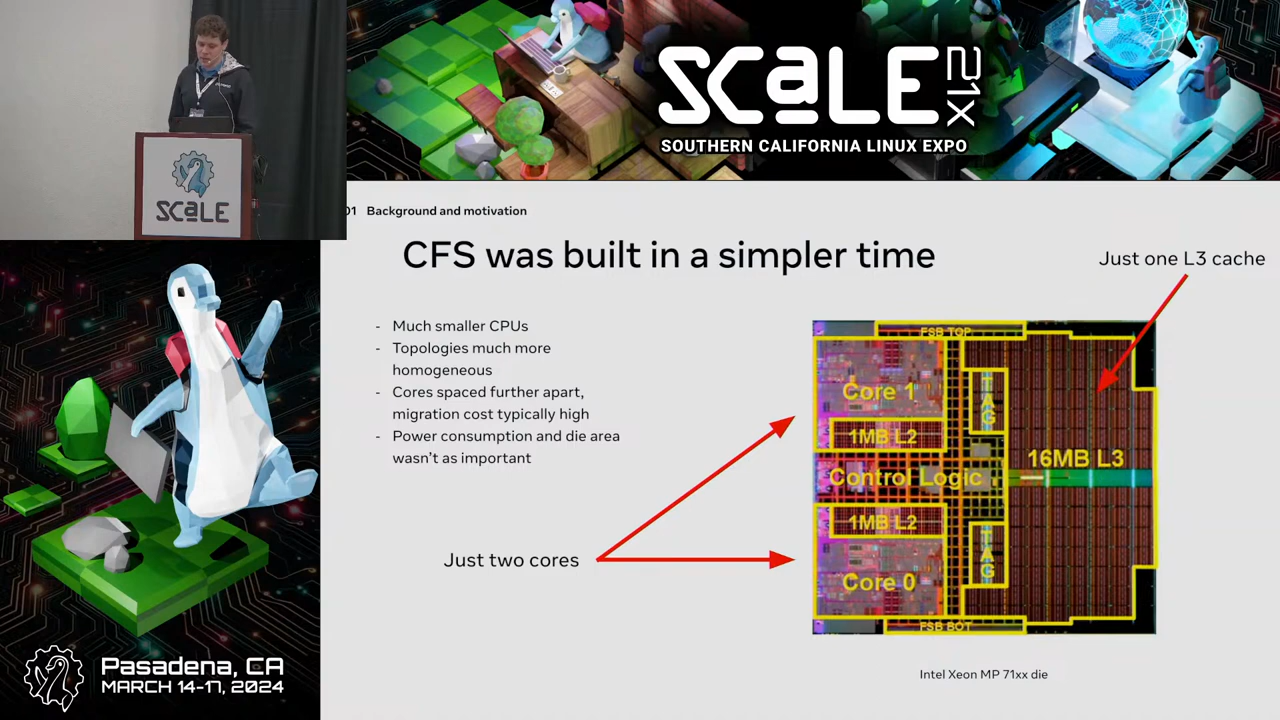 SCALE 21X
SOUTHERN CALIFORNIA LINUX EXPO
SCALE
01 Background and motivation
CFS was built in a simpler time
- Much smaller CPUs
- Topologies much more
homogeneous
- Cores spaced further apart,
migration cost typically high
- Power consumption and die area
wasn't as important
Just two cores
Just one L3 cache
FSB TOP
Core 1
TAG
1MB L2
16MB L3
Control Logic
1MB L2
TAG
Core 0
FSB BOT
Intel Xeon MP 71xx die
Pasadena, CA
MARCH 14-17, 2024